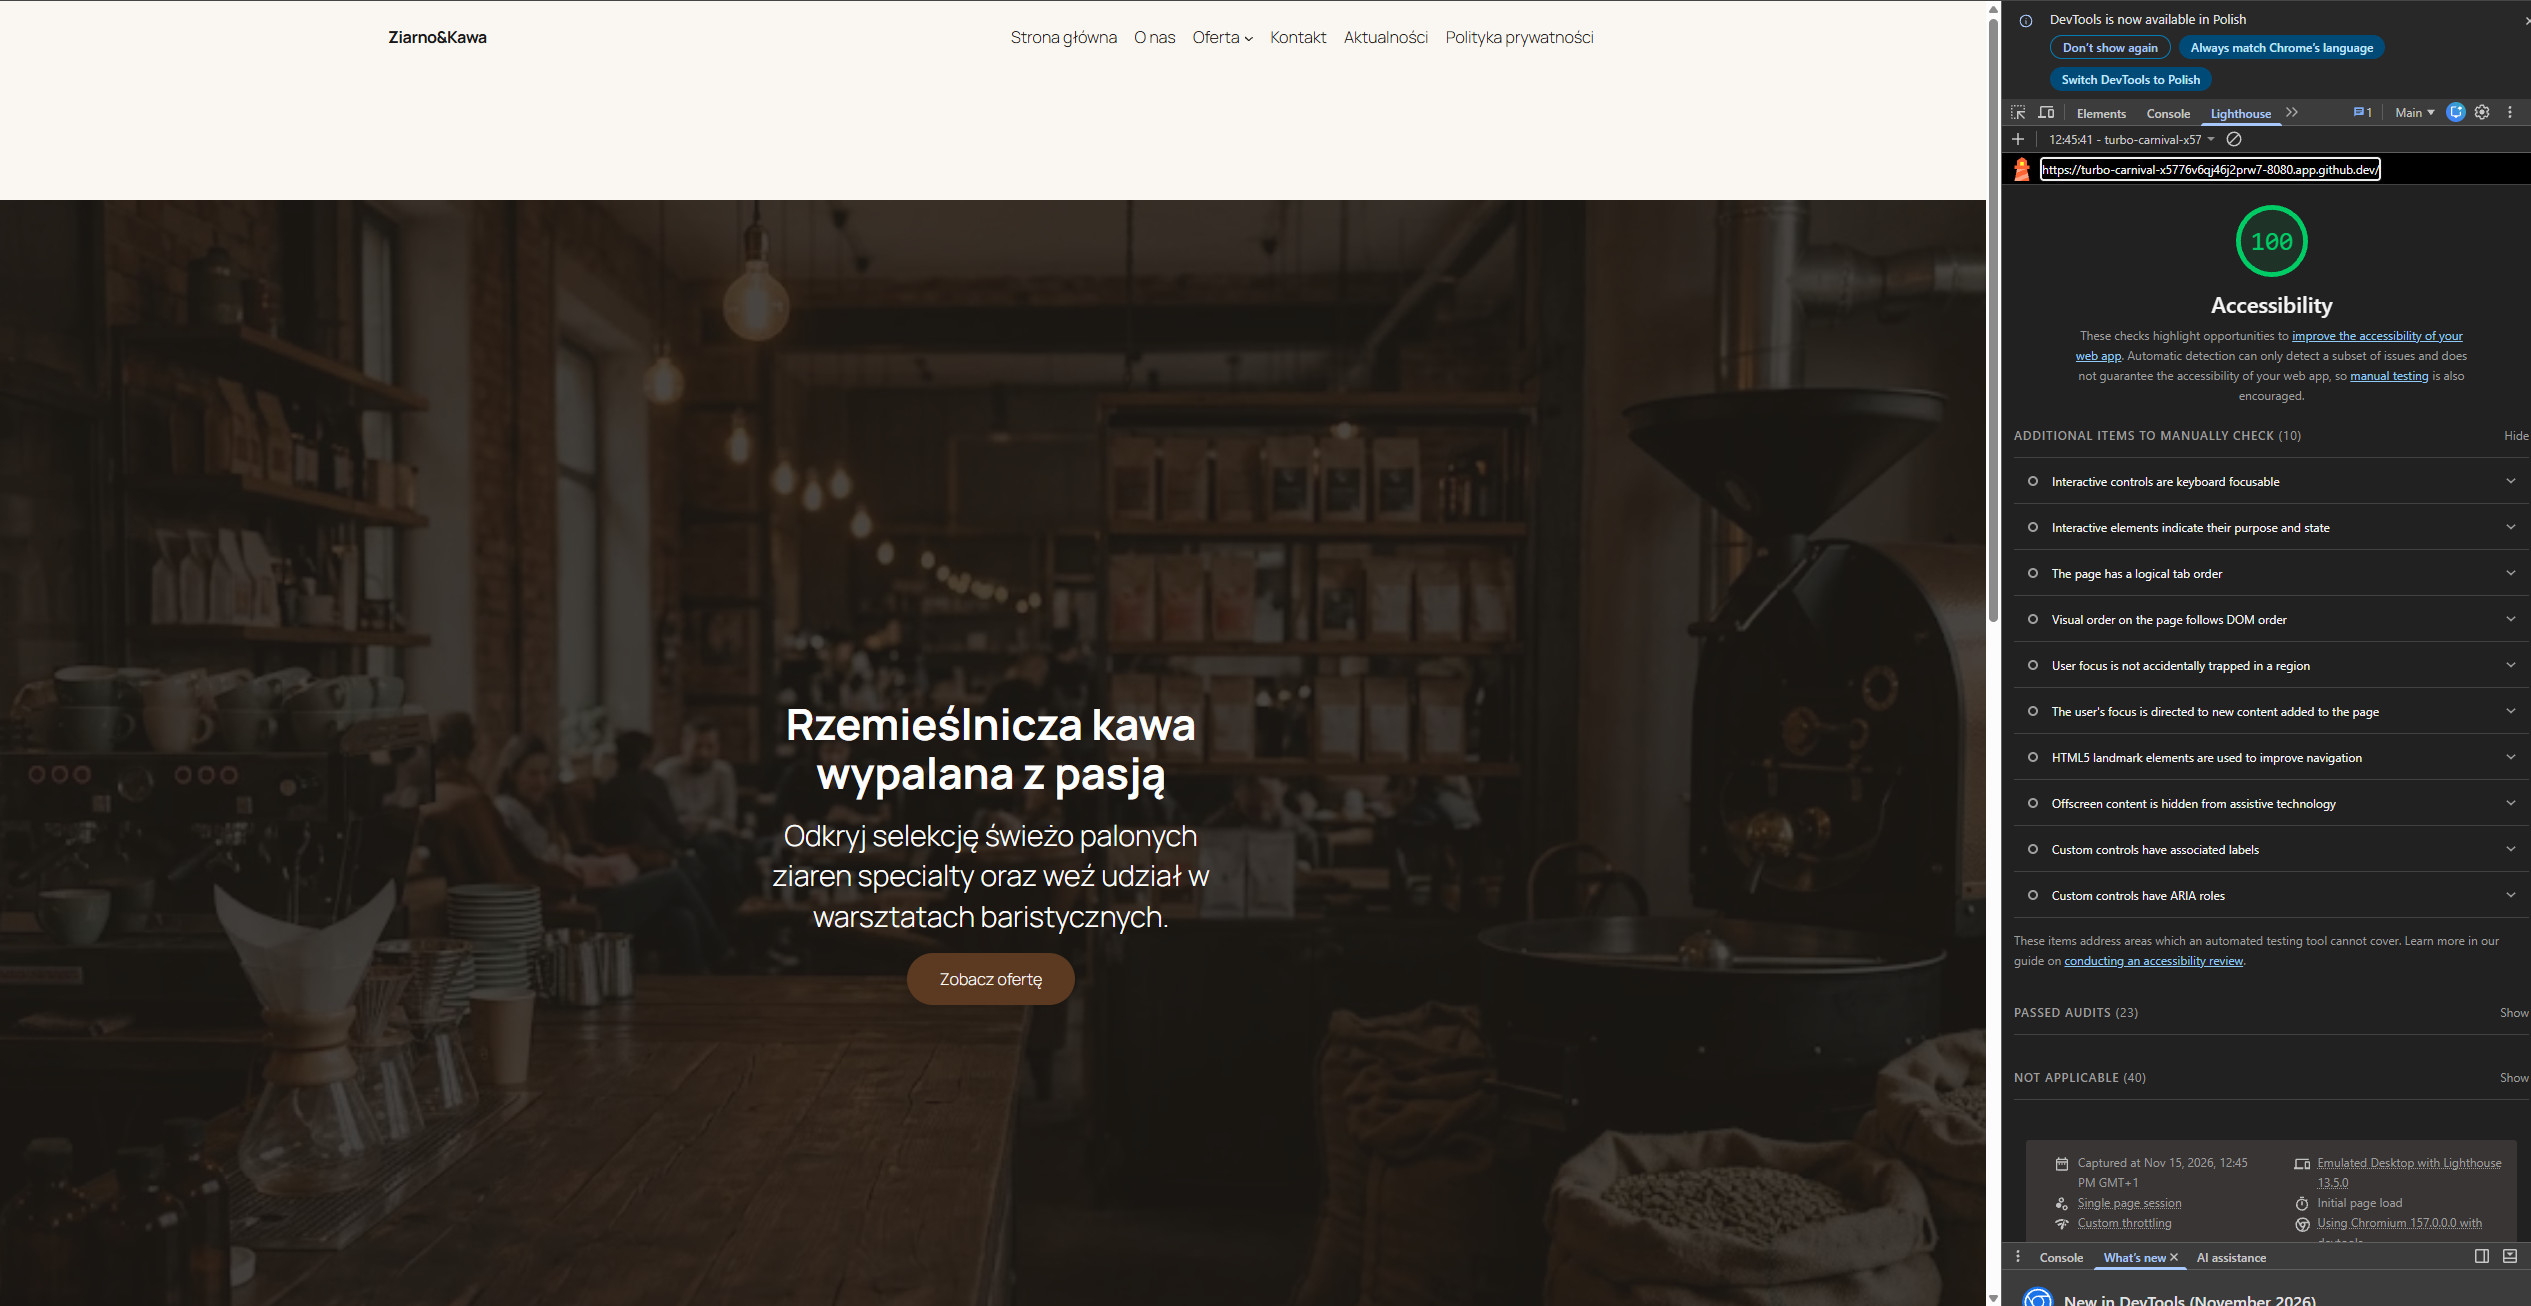 Ziarno&Kawa
Strona główna O nas Oferta Kontakt Aktualności Polityka prywatności
Rzemieślnicza kawa
wypalana z pasją
Odkryj selekcję świeżo palonych
ziaren specialty oraz weź udział w
warsztatach baristycznych.
Zobacz ofertę
DevTools is now available in Polish
Don't show again Always match Chrome's language
Switch DevTools to Polish
Elements Console Lighthouse 1 Main
12:45:41 - turbo-carnival-x57
https://turbo-carnival-x5776v6qj46j2prw7-8080.app.github.dev/
100
Accessibility
These checks highlight opportunities to improve the accessibility of your
web app. Automatic detection can only detect a subset of issues and does
not guarantee the accessibility of your web app, so manual testing is also
encouraged.
ADDITIONAL ITEMS TO MANUALLY CHECK (10) Hide
Interactive controls are keyboard focusable
Interactive elements indicate their purpose and state
The page has a logical tab order
Visual order on the page follows DOM order
User focus is not accidentally trapped in a region
The user's focus is directed to new content added to the page
HTML5 landmark elements are used to improve navigation
Offscreen content is hidden from assistive technology
Custom controls have associated labels
Custom controls have ARIA roles
These items address areas which an automated testing tool cannot cover. Learn more in our
guide on conducting an accessibility review.
PASSED AUDITS (23) Show
NOT APPLICABLE (40) Show
Captured at Nov 15, 2026, 12:45
PM GMT+1
Single page session
Custom throttling
Emulated Desktop with Lighthouse
13.5.0
Initial page load
Using Chromium 157.0.0.0 with
devtools
Console What's new AI assistance
New in DevTools (November 2026)